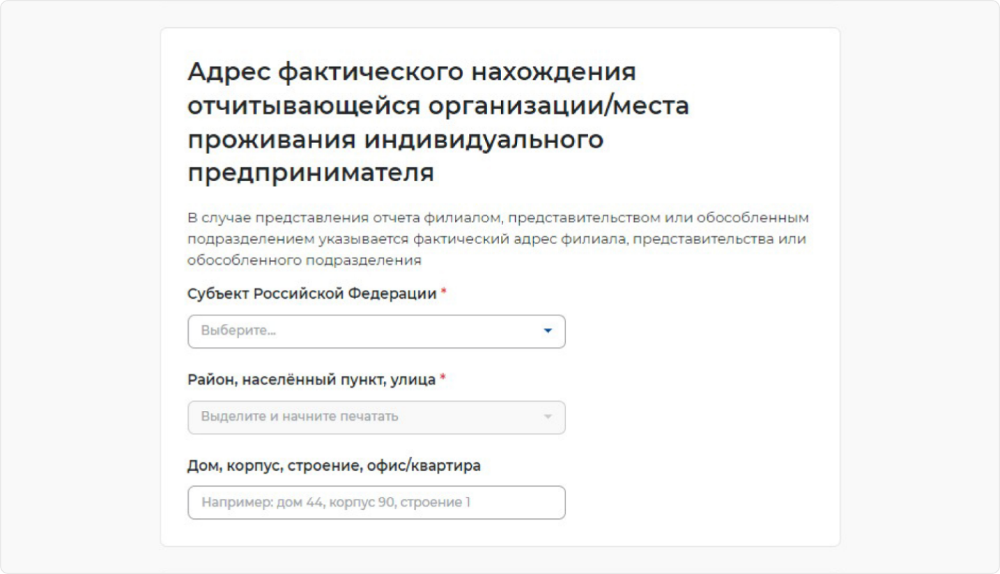 Адрес фактического нахождения
отчитывающейся организации/места
проживания индивидуального
предпринимателя
В случае представления отчета филиалом, представительством или обособленным
подразделением указывается фактический адрес филиала, представительства или
обособленного подразделения
Субъект Российской Федерации *
Выберите...
Район, населённый пункт, улица *
Выделите и начните печатать
Дом, корпус, строение, офис/квартира
Например: дом 44, корпус 90, строение 1